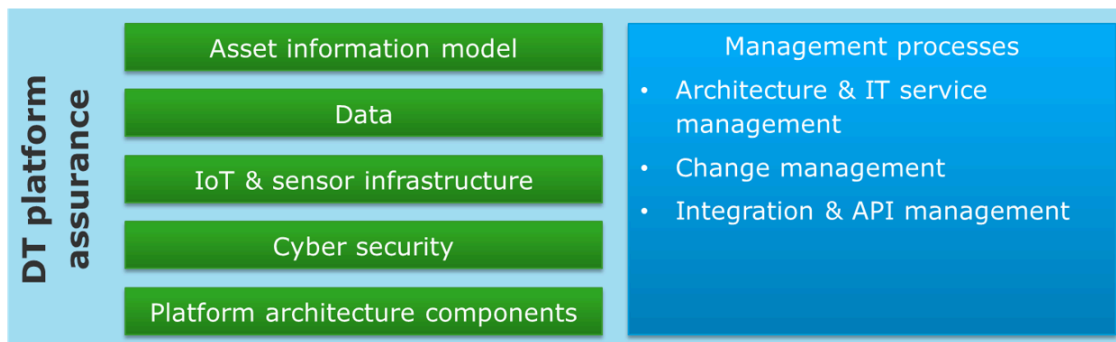 DT platform
assurance
Asset information model
Data
IoT & sensor infrastructure
Cyber security
Platform architecture components
Management processes
• Architecture & IT service
management
• Change management
• Integration & API management